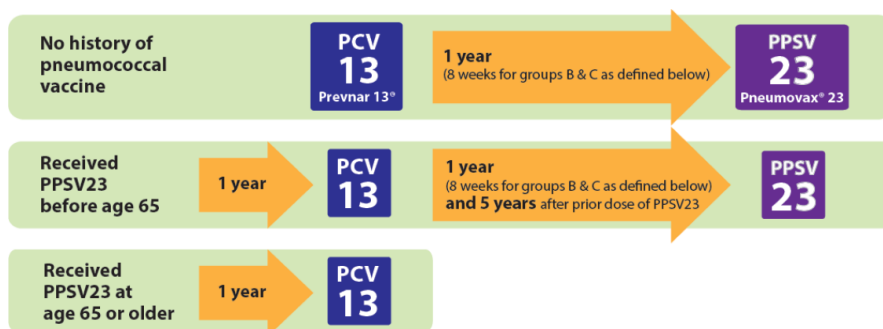 No history of
pneumococcal
vaccine
PCV
13
Prevnar 13®
1 year
(8 weeks for groups B & C as defined below)
PPSV
23
Pneumovax® 23
Received
PPSV23
before age 65
1 year
PCV
13
1 year
(8 weeks for groups B & C as defined below)
and 5 years after prior dose of PPSV23
PPSV
23
Received
PPSV23 at
age 65 or older
1 year
PCV
13